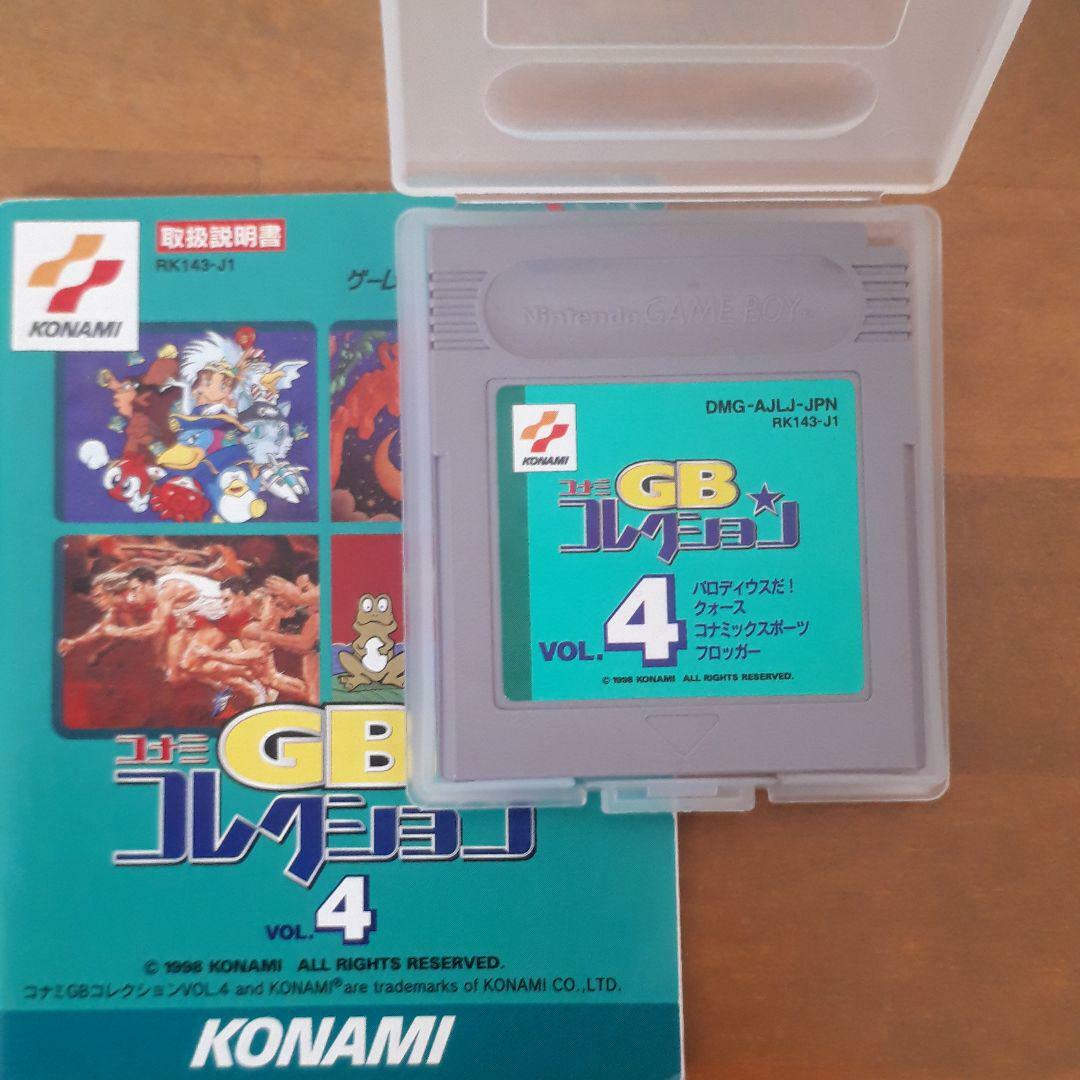 KONAMI
取扱説明書
RK143-J1
ゲーム
コナミ GB
コレクション
VOL.4
© 1998 KONAMI ALL RIGHTS RESERVED.
コナミGBコレクションVOL.4 and KONAMI® are trademarks of KONAMI CO.,LTD.
KONAMI
Nintendo GAME BOY
DMG-AJLJ-JPN
RK143-J1
KONAMI
コナミ GB
コレクション
VOL.4
パロディウスだ!
クォース
コナミックスポーツ
フロッガー
© 1998 KONAMI ALL RIGHTS RESERVED.